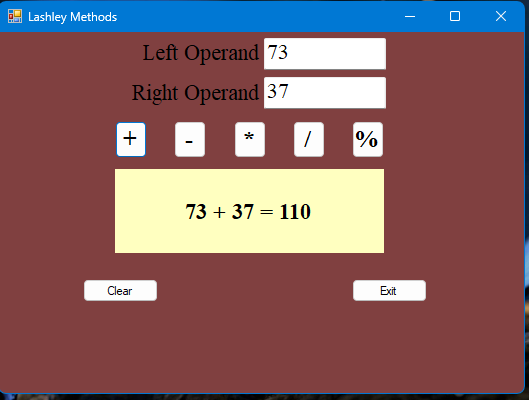 Lashley Methods
Left Operand 73
Right Operand 37
+ - * / %
73 + 37 = 110
Clear Exit